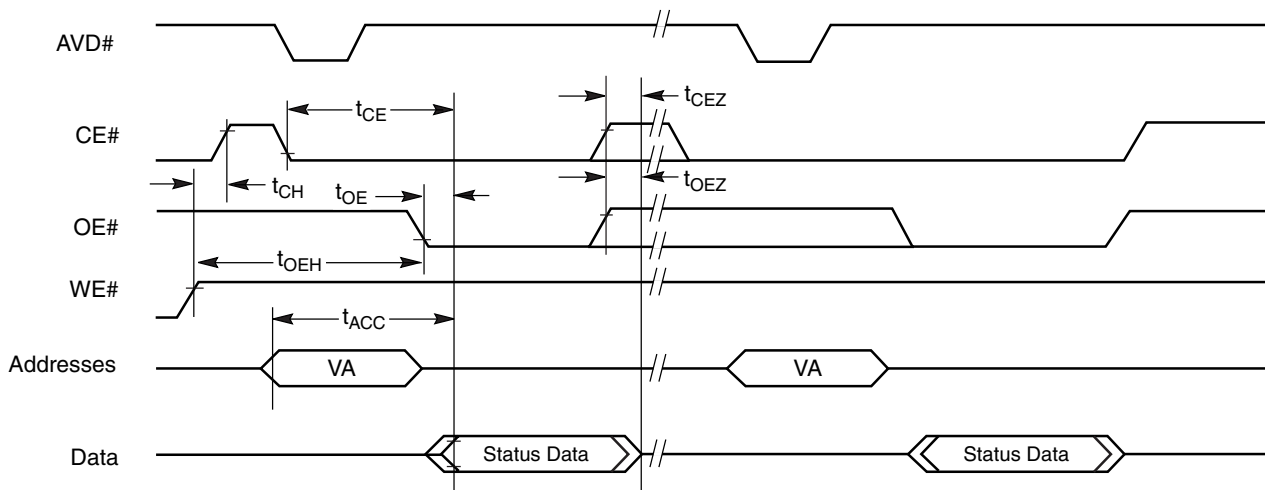 AVD#
tCEZ
tCE
CE#
tCH
tOE
tOEZ
OE#
tOEH
WE#
tACC
Addresses
VA
VA
Data
Status Data
Status Data